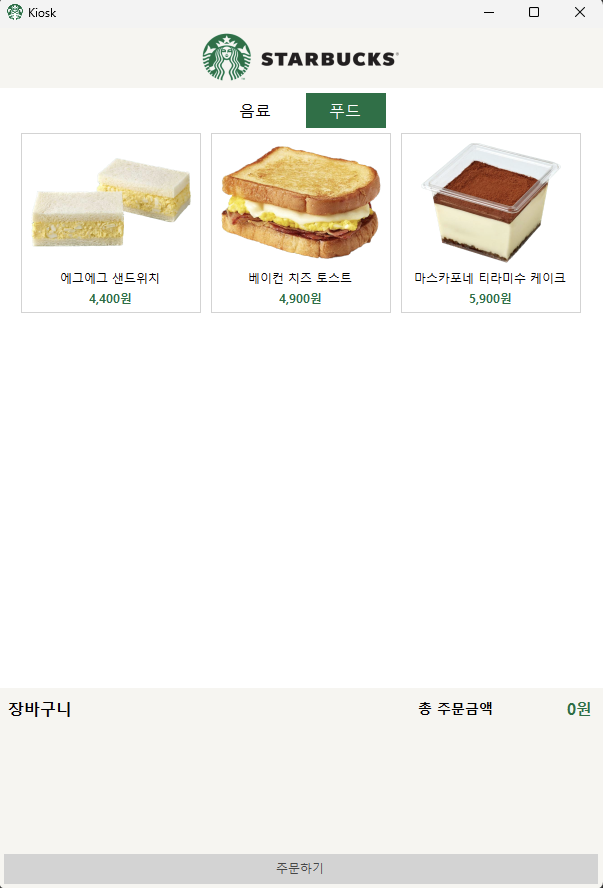 Kiosk
STARBUCKS®
음료
푸드
에그에그 샌드위치
4,400원
베이컨 치즈 토스트
4,900원
마스카포네 티라미수 케이크
5,900원
장바구니
총 주문금액
0원
주문하기